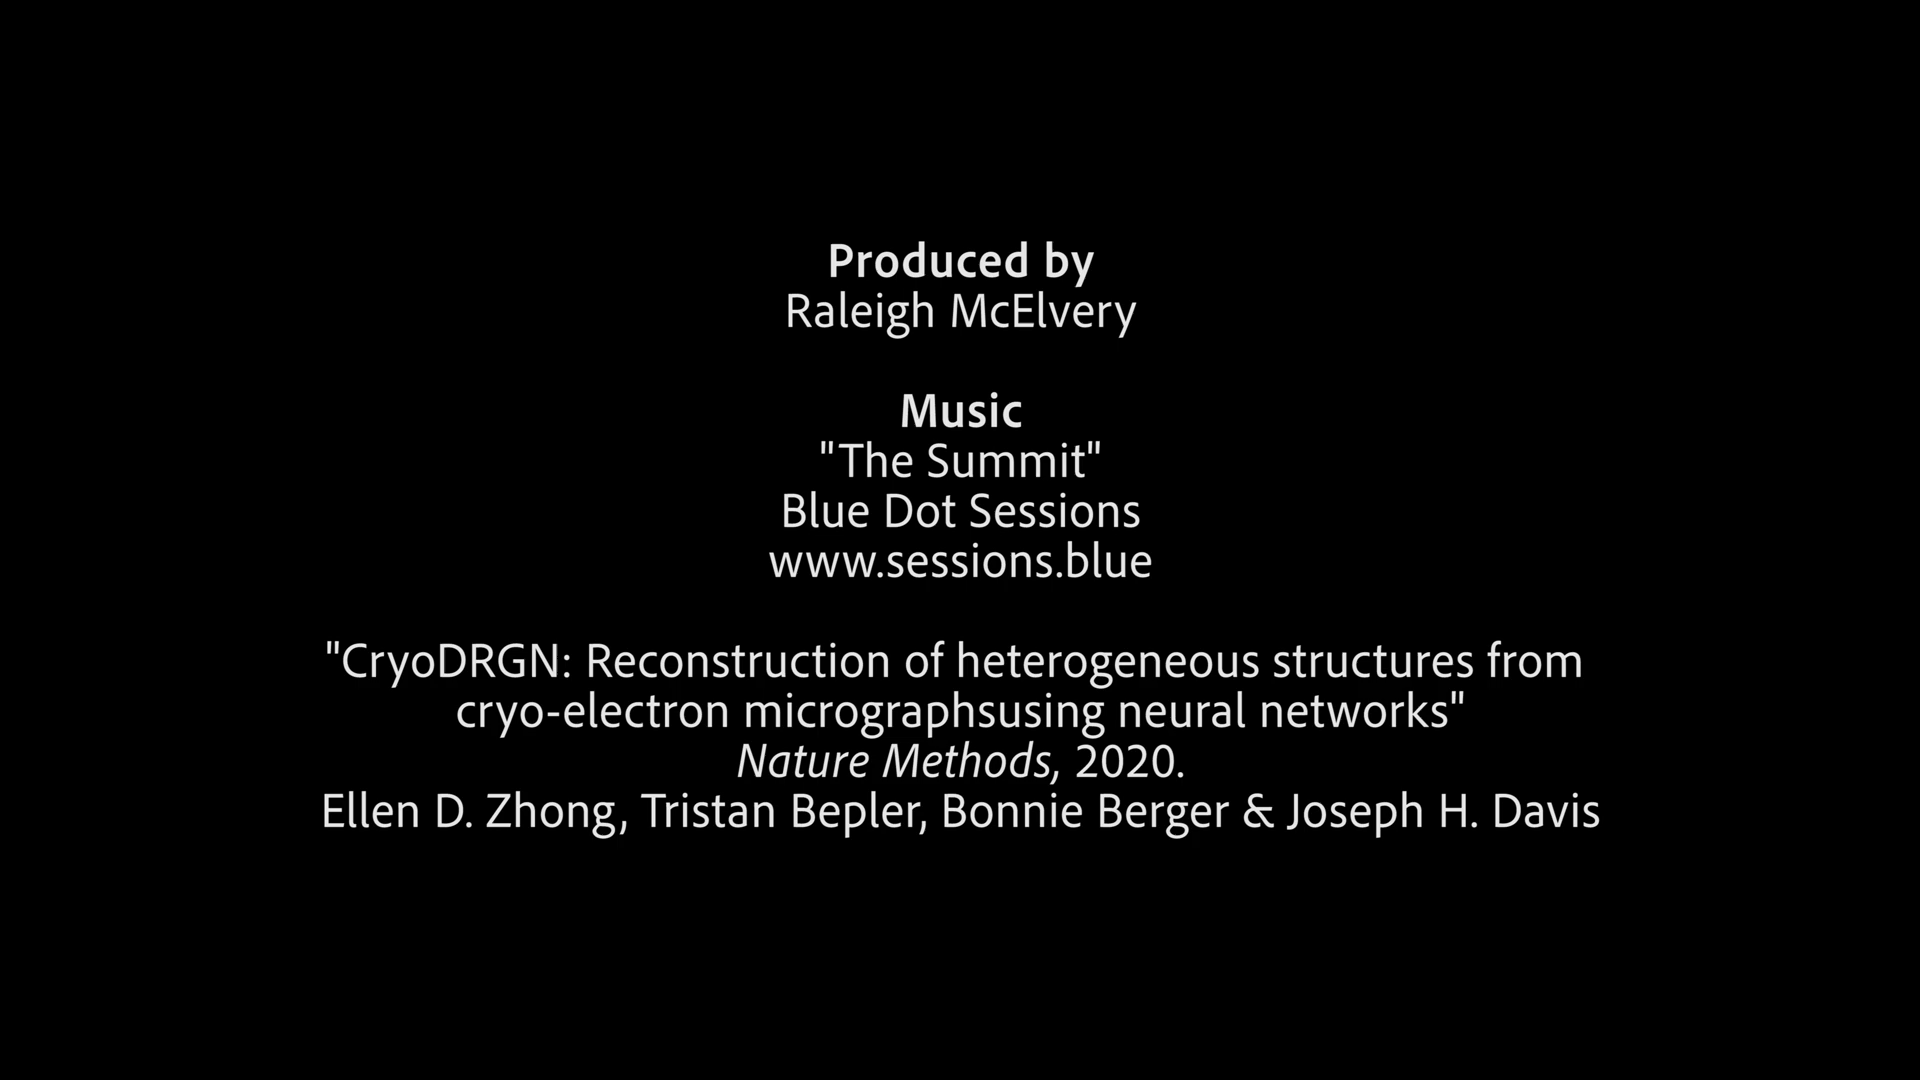 Produced by
Raleigh McElvery
Music
"The Summit"
Blue Dot Sessions
www.sessions.blue
"CryoDRGN: Reconstruction of heterogeneous structures from
cryo-electron micrographsusing neural networks"
Nature Methods, 2020.
Ellen D. Zhong, Tristan Bepler, Bonnie Berger & Joseph H. Davis